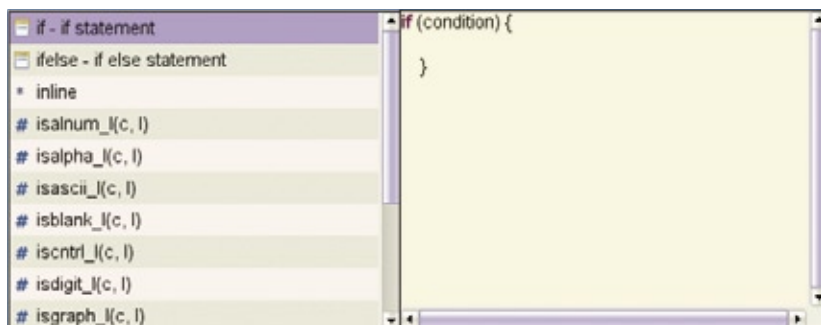 if - if statement
ifelse - if else statement
inline
# isalnum_l(c, l)
# isalpha_l(c, l)
# isascii_l(c, l)
# isblank_l(c, l)
# iscntrl_l(c, l)
# isdigit_l(c, l)
# isgraph_l(c, l)
if (condition) {
}